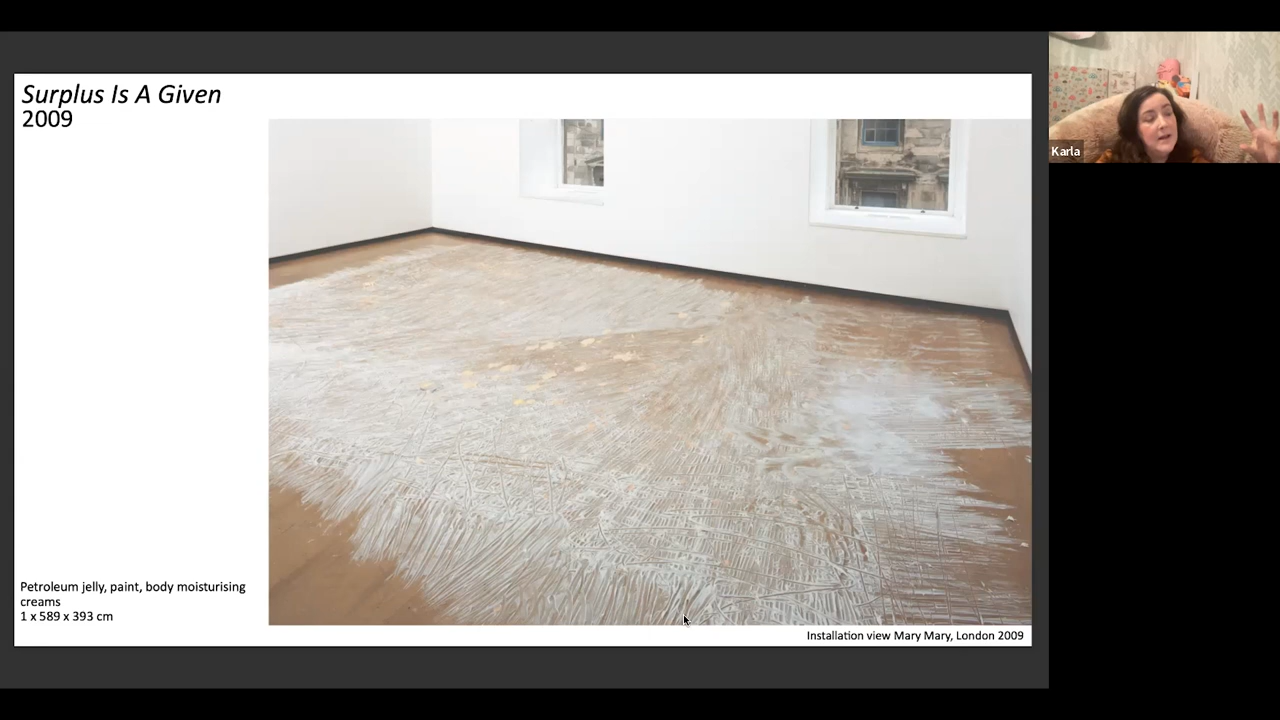 Surplus Is A Given
2009
Karla
Petroleum jelly, paint, body moisturising
creams
1 x 589 x 393 cm
Installation view Mary Mary, London 2009